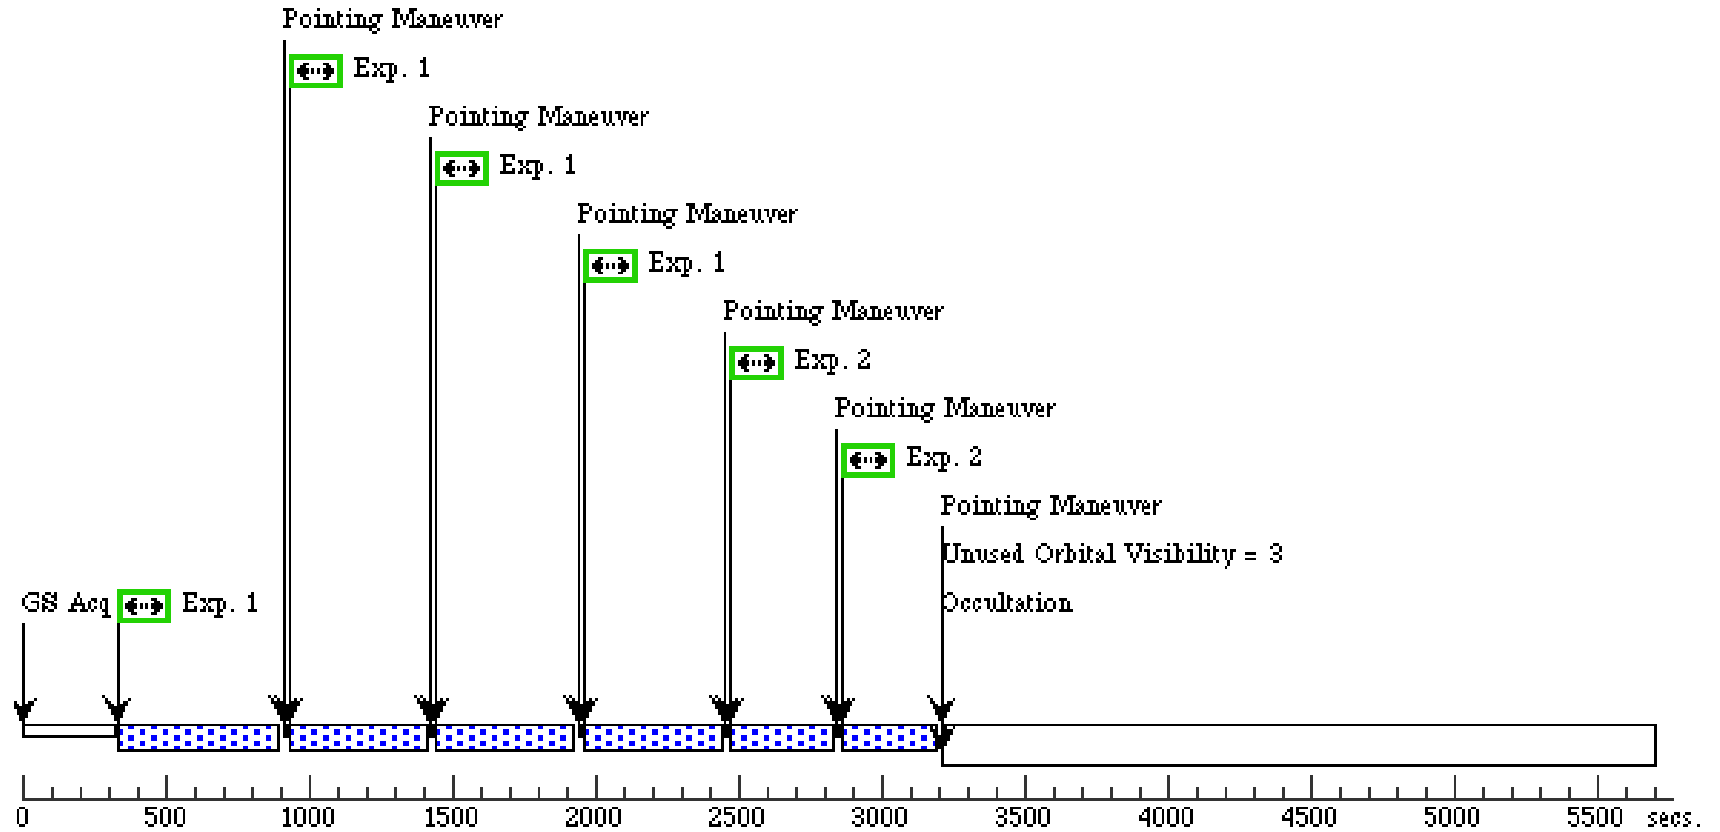 Pointing Maneuver
Exp. 1
Pointing Maneuver
Exp. 1
Pointing Maneuver
Exp. 1
Pointing Maneuver
Exp. 2
Pointing Maneuver
Exp. 2
Pointing Maneuver
Unused Orbital Visibility = 3
GS Acq Exp. 1 Occultation
0 500 1000 1500 2000 2500 3000 3500 4000 4500 5000 5500 secs.